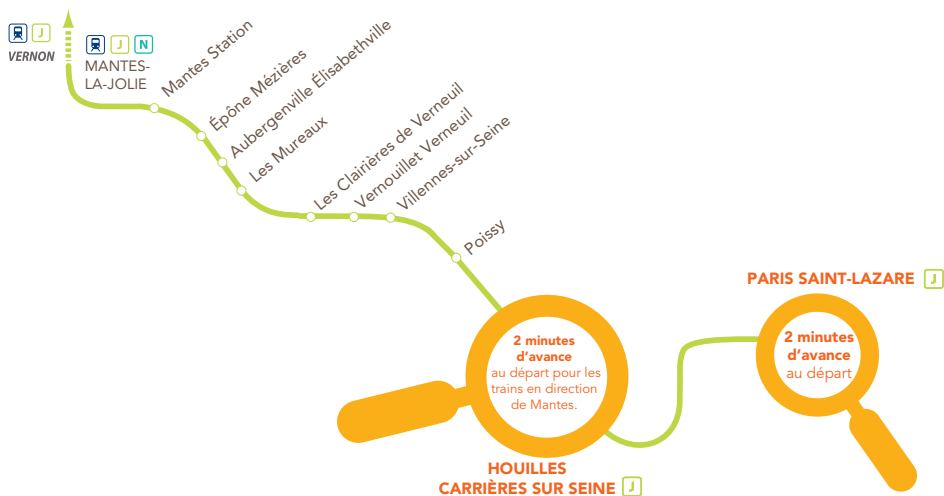 J
VERNON
J N
MANTES-
LA-JOLIE
Mantes Station
Épône Mézières
Aubergenville Élisabethville
Les Mureaux
Les Clairières de Verneuil
Vernouillet Verneuil
Villennes-sur-Seine
Poissy
2 minutes
d’avance
au départ pour les
trains en direction
de Mantes.
HOUILLES
CARRIÈRES SUR SEINE J
PARIS SAINT-LAZARE J
2 minutes
d’avance
au départ